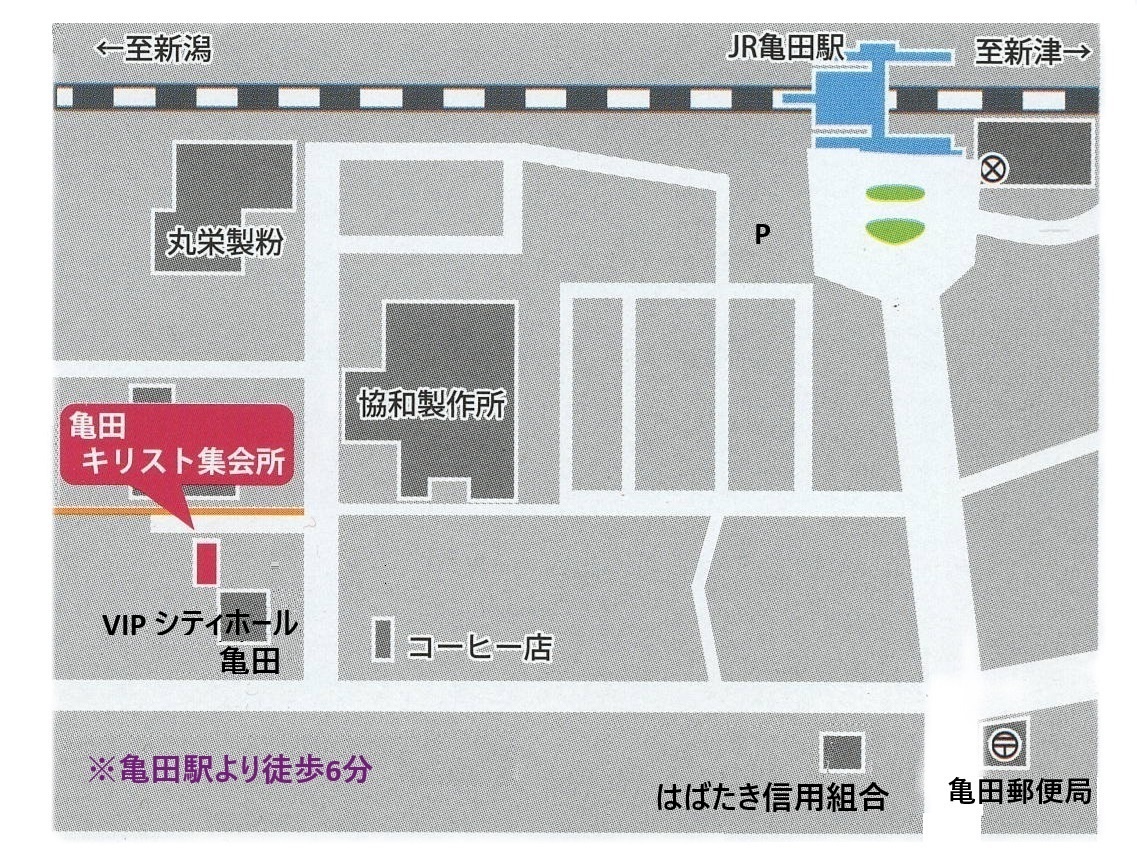 ←至新潟
JR亀田駅
至新津→
丸栄製粉
P
協和製作所
亀田
キリスト集会所
VIP シティホール
亀田
コーヒー店
※亀田駅より徒歩6分
はばたき信用組合
亀田郵便局